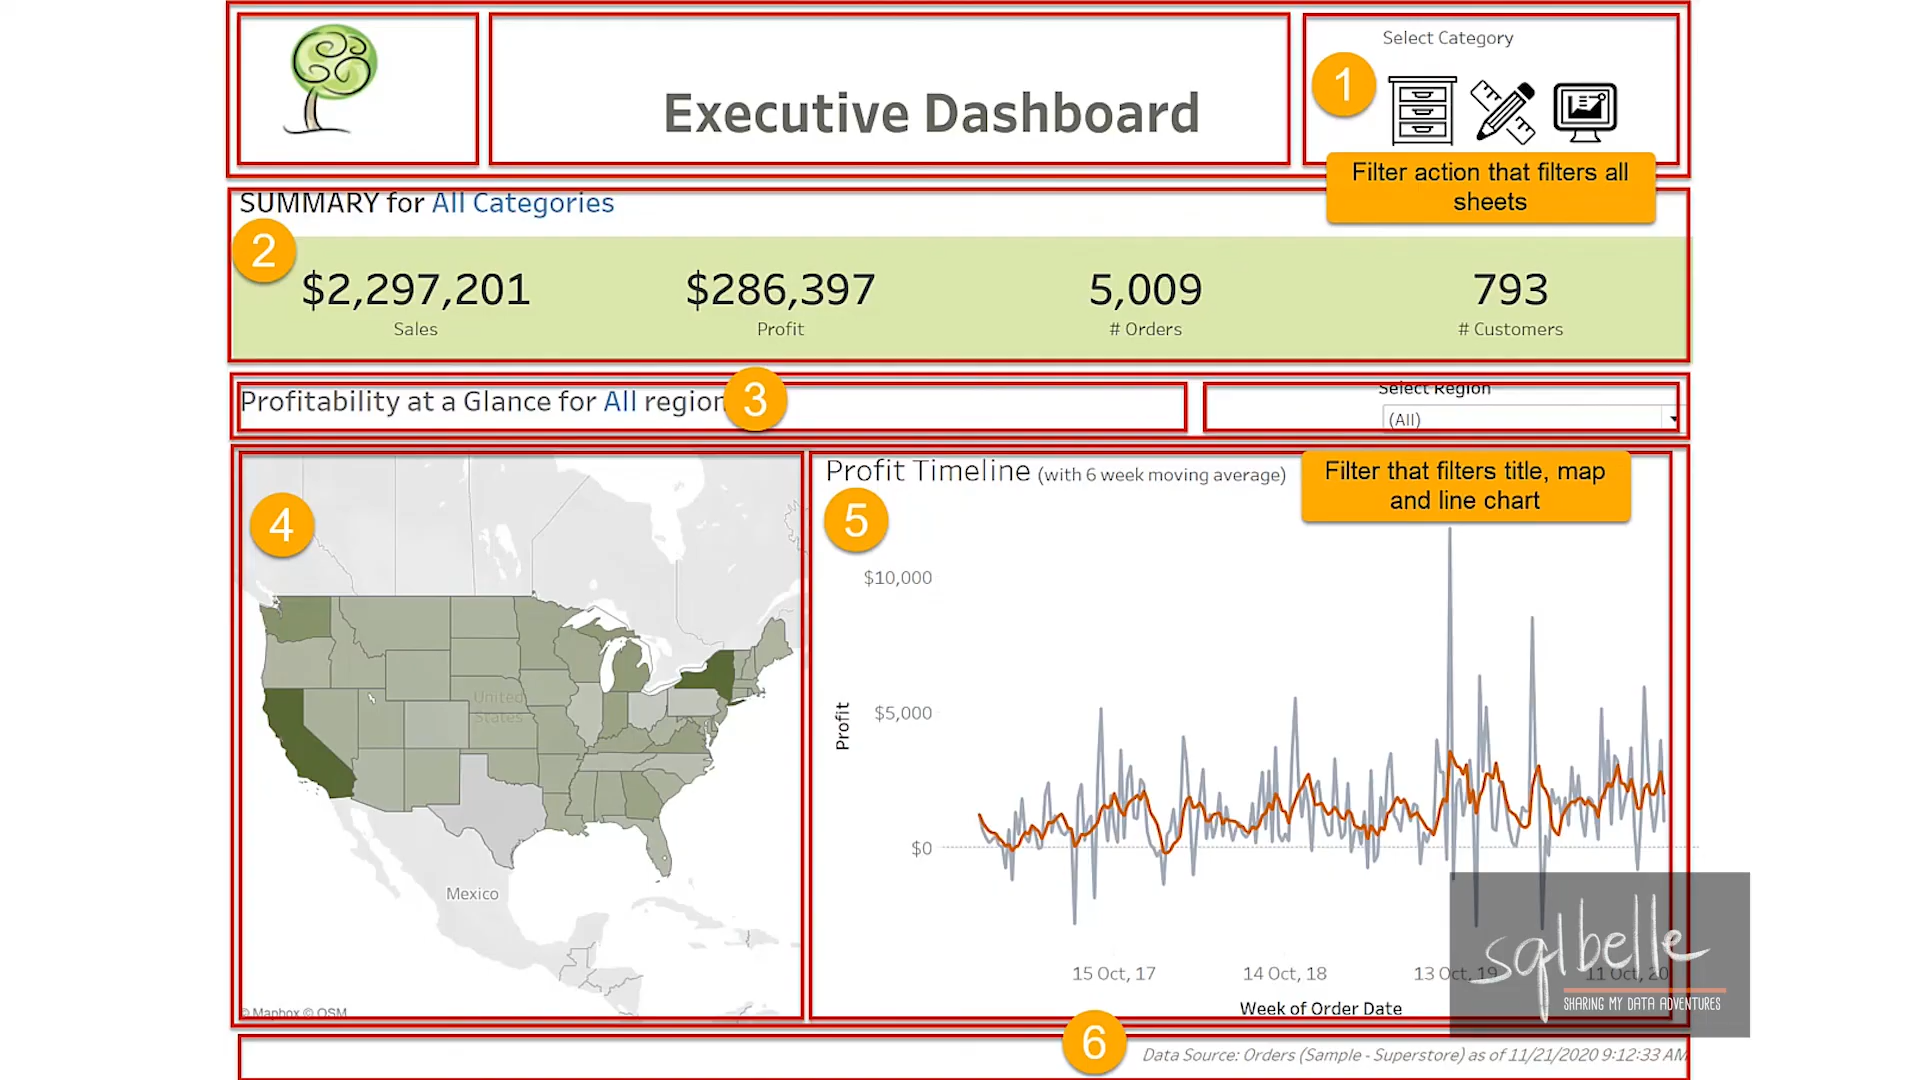 Select Category
1
Executive Dashboard
Filter action that filters all
sheets
SUMMARY for All Categories
2
$2,297,201
Sales
$286,397
Profit
5,009
# Orders
793
# Customers
Profitability at a Glance for All region
3
Select Region
(All)
4
United
States
Mexico
© Mapbox © OSM
Profit Timeline (with 6 week moving average)
Filter that filters title, map
and line chart
5
$10,000
$5,000
$0
Profit
15 Oct, 17
14 Oct, 18
13 Oct, 19
11 Oct, 20
Week of Order Date
sqlbelle
SHARING MY DATA ADVENTURES
6
Data Source: Orders (Sample - Superstore) as of 11/21/2020 9:12:33 AM